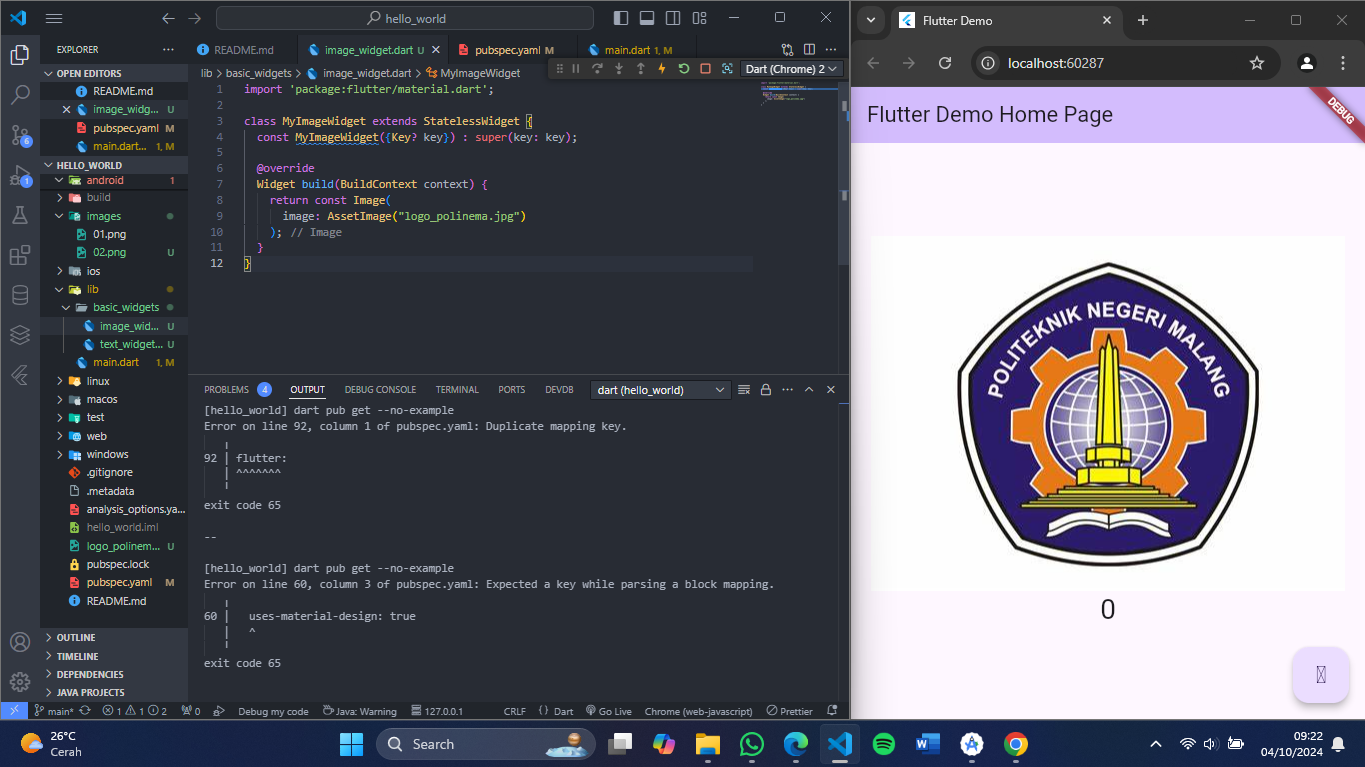 hello_world
EXPLORER
README.md
image_widget.dart U
pubspec.yaml M
main.dart 1, M
OPEN EDITORS
README.md
image_widg... U
pubspec.yaml M
main.dart... 1, M
HELLO_WORLD
android 1
build
images
01.png
02.png U
ios
lib
basic_widgets
image_wid... U
text_widget... U
main.dart 1, M
linux
macos
test
web
windows
.gitignore
.metadata
analysis_options.ya...
hello_world.iml
logo_polinem... U
pubspec.lock
pubspec.yaml M
README.md
OUTLINE
TIMELINE
DEPENDENCIES
JAVA PROJECTS
6
1
lib > basic_widgets > image_widget.dart > MyImageWidget
Dart (Chrome) 2
1 import 'package:flutter/material.dart';
2
3 class MyImageWidget extends StatelessWidget {
4 const MyImageWidget({Key? key}) : super(key: key);
5
6 @override
7 Widget build(BuildContext context) {
8 return const Image(
9 image: AssetImage("logo_polinema.jpg")
10 ); // Image
11 }
12 }
PROBLEMS 4 OUTPUT DEBUG CONSOLE TERMINAL PORTS DEVDB dart (hello_world)
[hello_world] dart pub get --no-example
Error on line 92, column 1 of pubspec.yaml: Duplicate mapping key.
92 | flutter:
| ^^^^^^^
exit code 65
--
[hello_world] dart pub get --no-example
Error on line 60, column 3 of pubspec.yaml: Expected a key while parsing a block mapping.
60 | uses-material-design: true
| ^
exit code 65
main* 1 1 2 0 Debug my code Java: Warning 127.0.0.1 CRLF {} Dart Go Live Chrome (web-javascript) Prettier
Flutter Demo
localhost:60287
Flutter Demo Home Page
DEBUG
POLITEKNIK NEGERI MALANG
0
26°C
Cerah
Search
09:22
04/10/2024